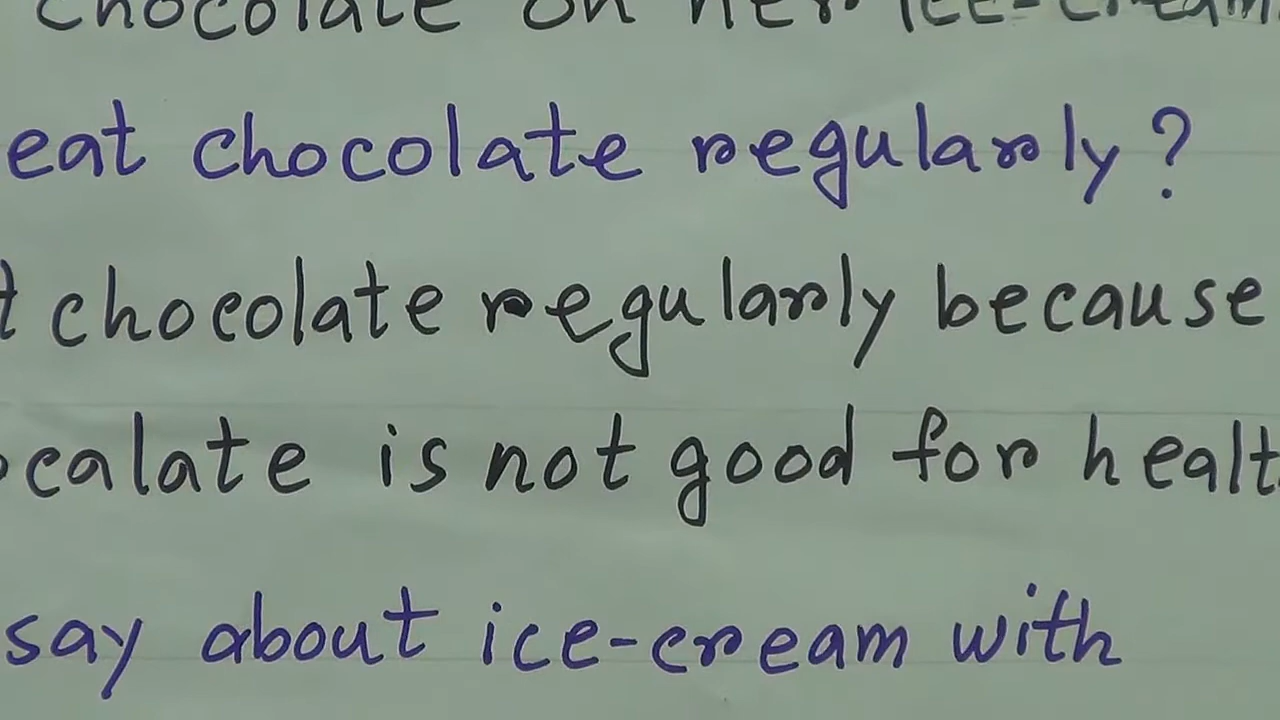 chocolate on her ice-cream
eat chocolate regularly?
chocolate regularly because
is not good for
say about ice-cream with